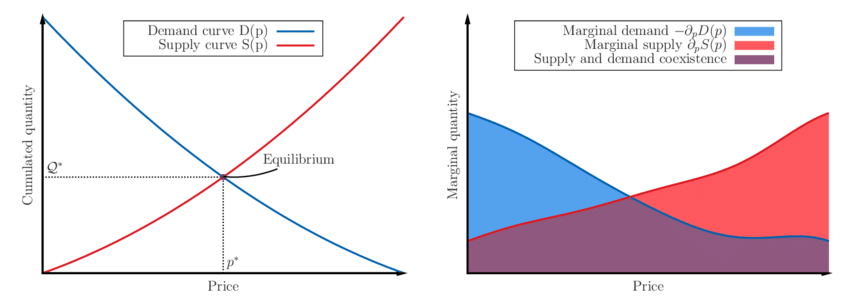 Demand curve D(p)
Supply curve S(p)
Cumulated quantity
Q*
Equilibrium
p*
Price
Marginal demand −∂ₚD(p)
Marginal supply ∂ₚS(p)
Supply and demand coexistence
Marginal quantity
Price